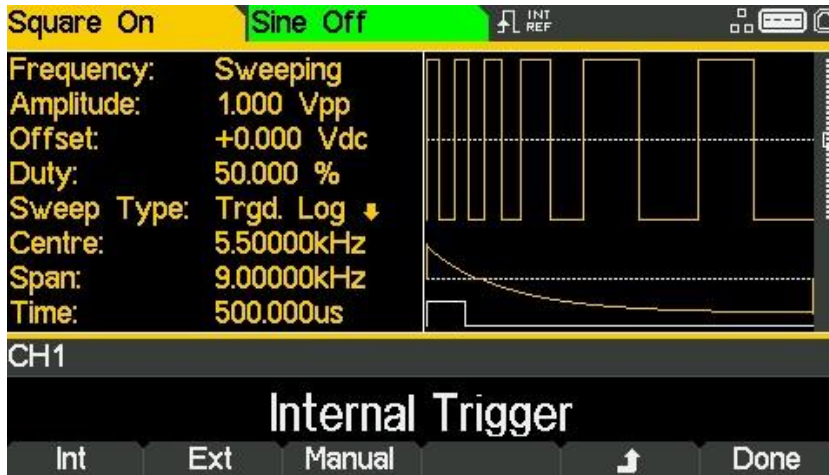 Square On Sine Off INT REF
Frequency: Sweeping
Amplitude: 1.000 Vpp
Offset: +0.000 Vdc
Duty: 50.000 %
Sweep Type: Trgd. Log
Centre: 5.50000kHz
Span: 9.00000kHz
Time: 500.000us
CH1
Internal Trigger
Int Ext Manual Done